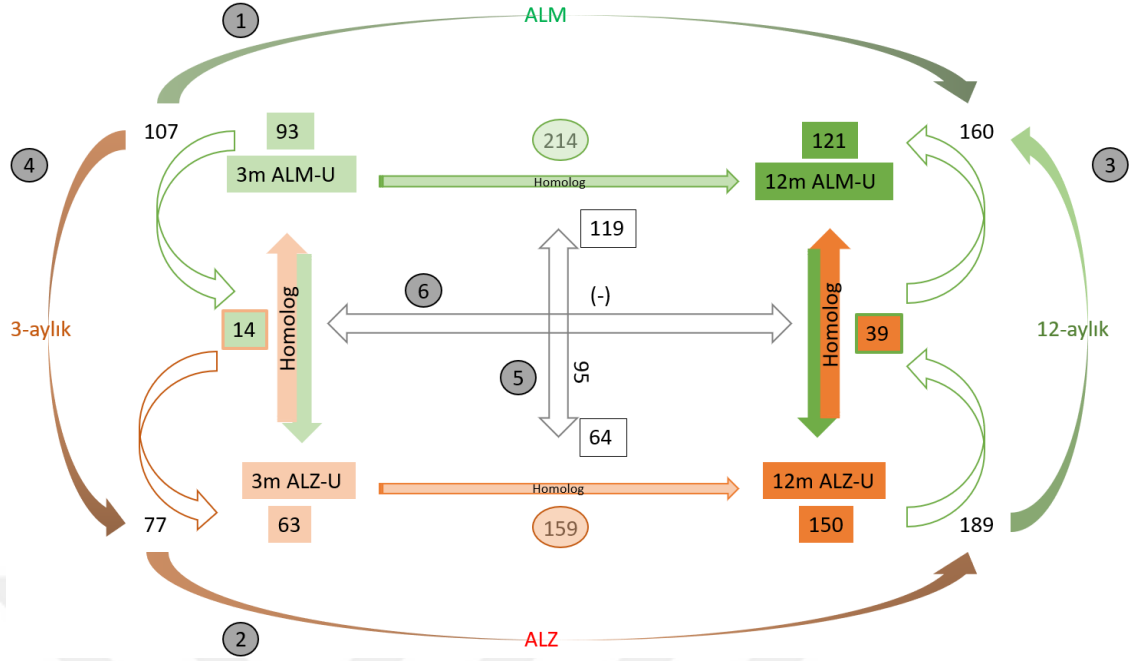 1
ALM
107
93
214
121
160
4
3m ALM-U
Homolog
12m ALM-U
3
119
6
(-)
14
Homolog
3-aylık
39
Homolog
12-aylık
5
95
64
3m ALZ-U
Homolog
12m ALZ-U
77
63
159
150
189
2
ALZ